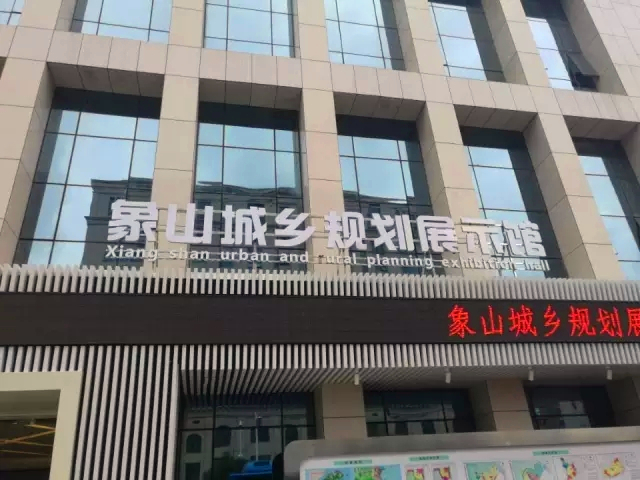 象山城乡规划展示馆
Xiang shan urban and rural planning exhibition hall
象山城乡规划展